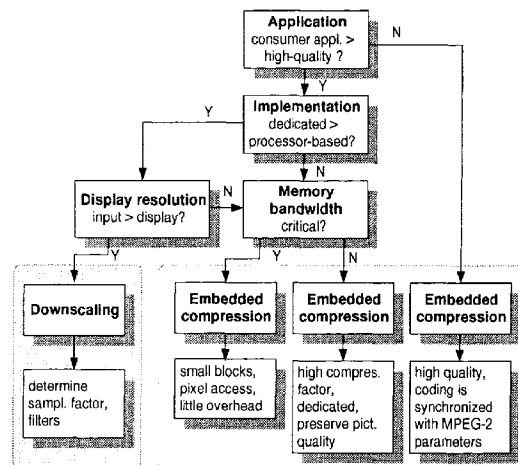 Application
consumer appl. >
high-quality ?
N
Y
Implementation
dedicated >
processor-based?
Y
N
Display resolution
input > display?
N
Memory
bandwidth
critical?
Y
Y
N
Downscaling
Embedded
compression
Embedded
compression
Embedded
compression
determine
sampl. factor,
filters
small blocks,
pixel access,
little overhead
high compres.
factor,
dedicated,
preserve pict.
quality
high quality,
coding is
synchronized
with MPEG-2
parameters